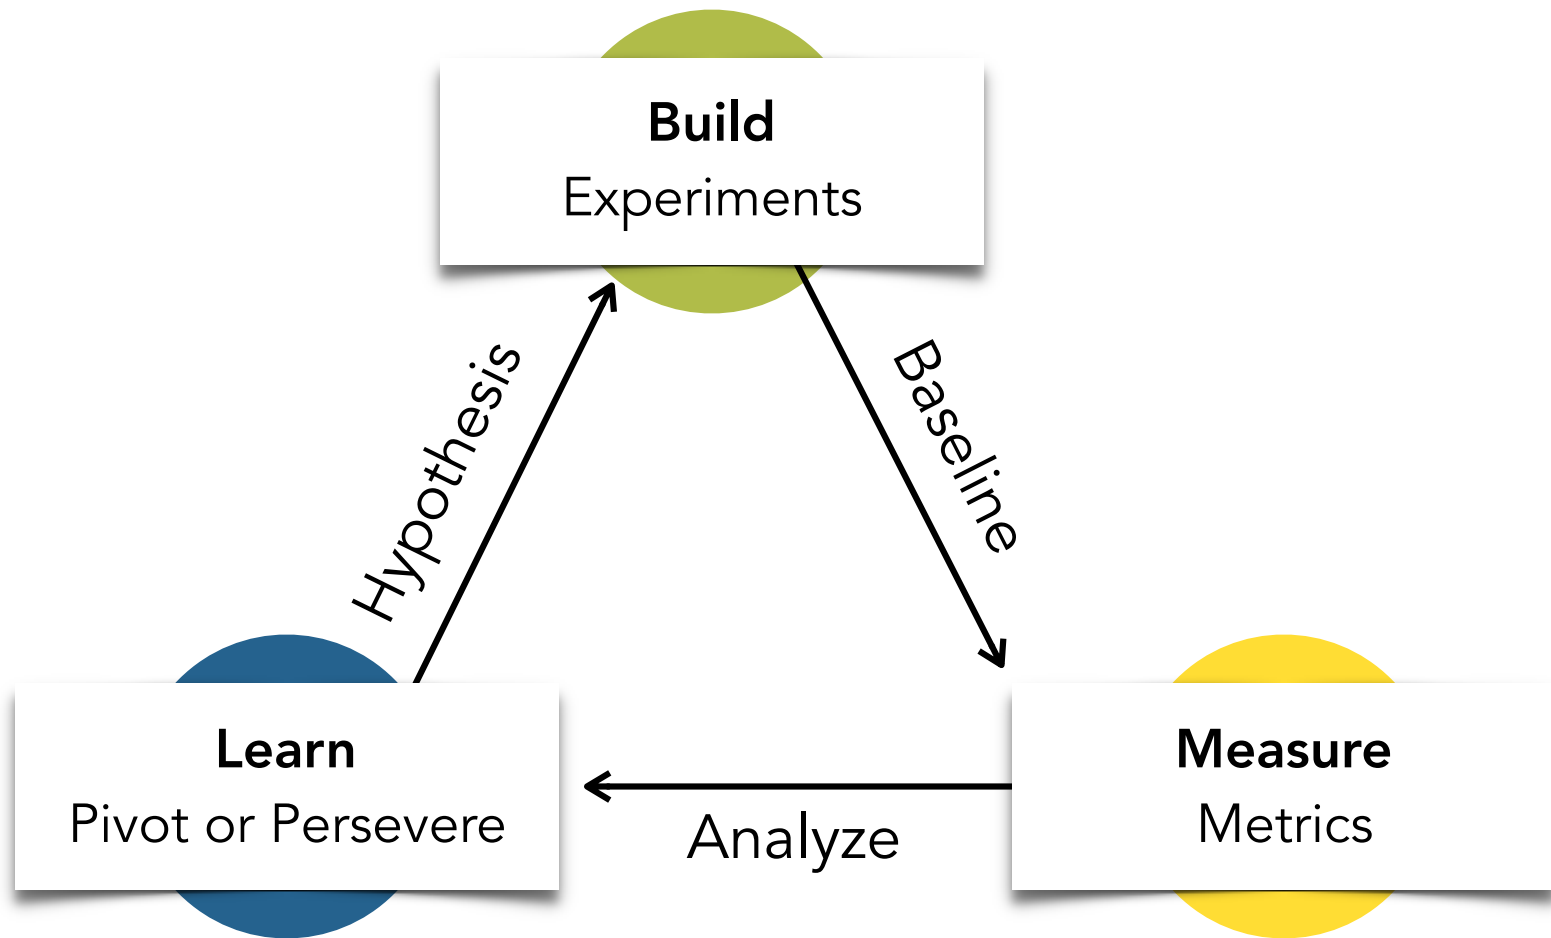 Build
Experiments
Hypothesis
Baseline
Learn
Pivot or Persevere
Analyze
Measure
Metrics